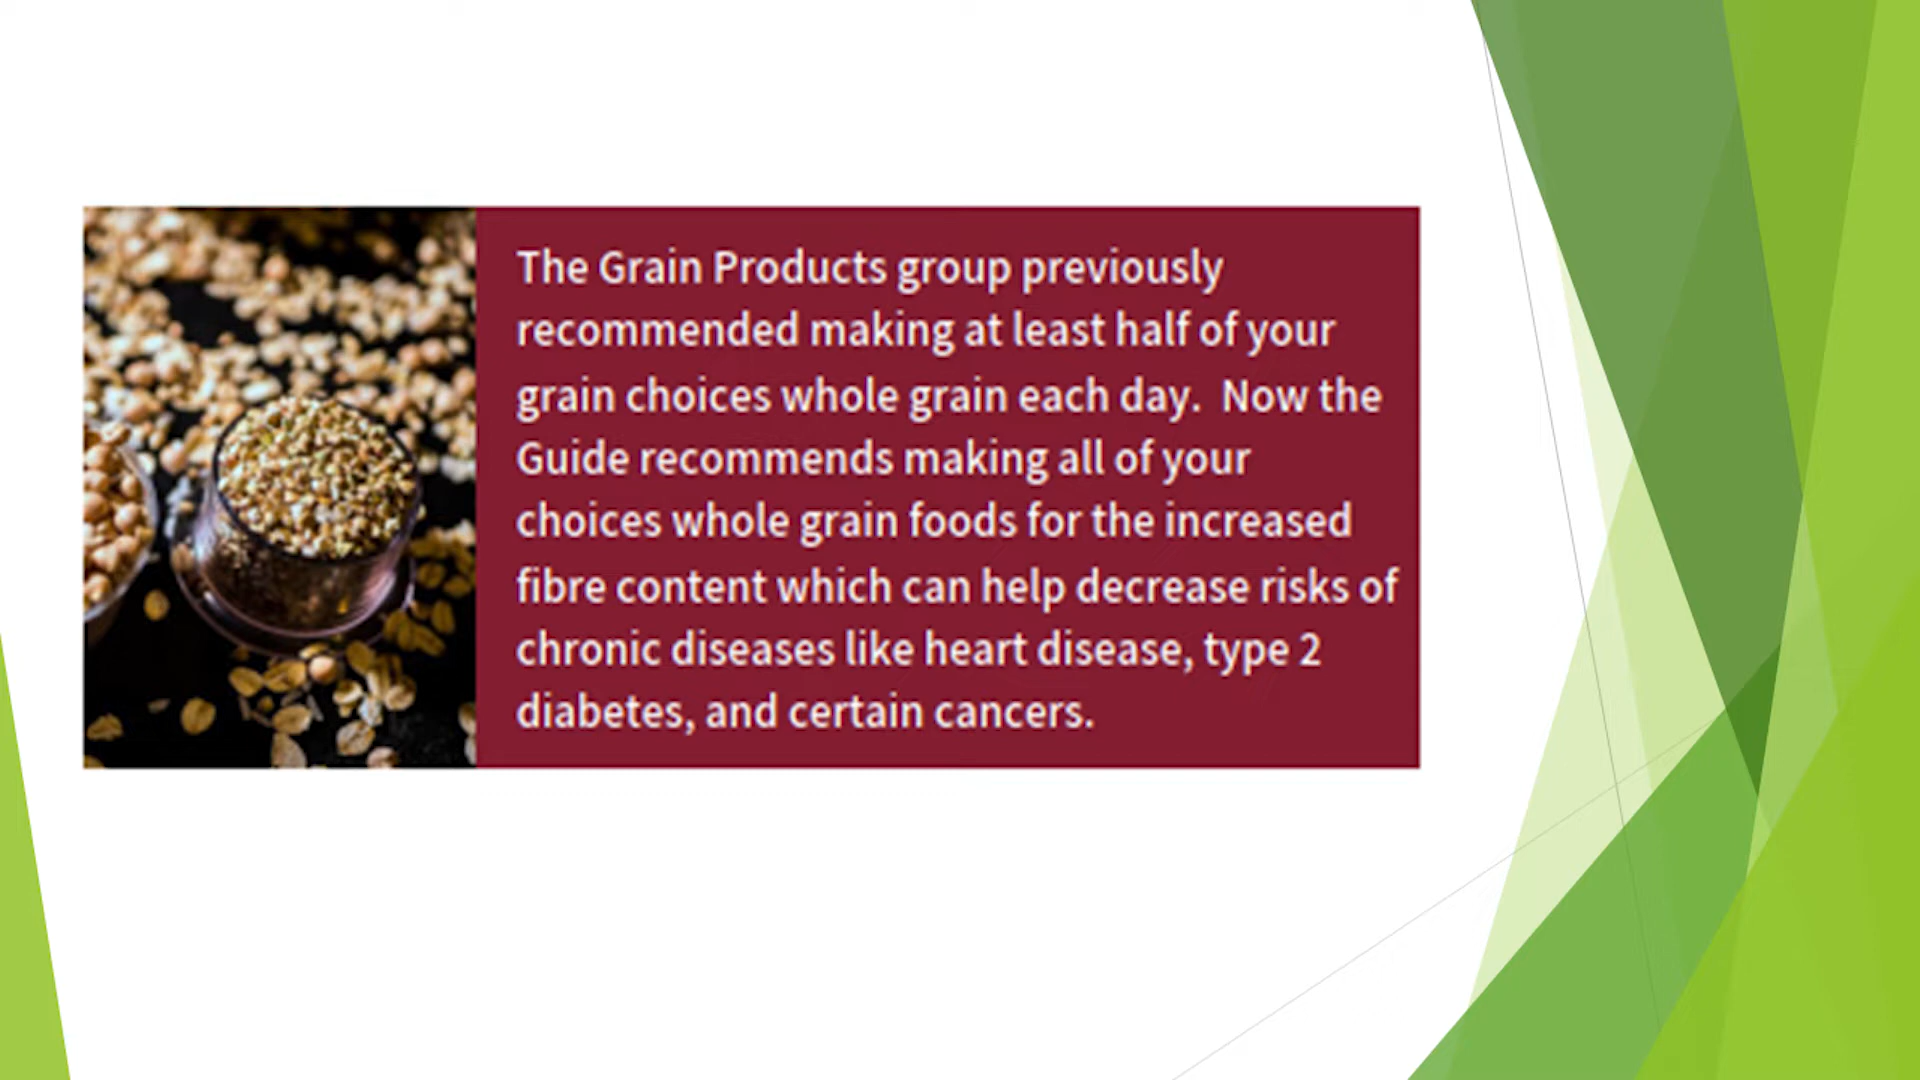 The Grain Products group previously
recommended making at least half of your
grain choices whole grain each day.  Now the
Guide recommends making all of your
choices whole grain foods for the increased
fibre content which can help decrease risks of
chronic diseases like heart disease, type 2
diabetes, and certain cancers.